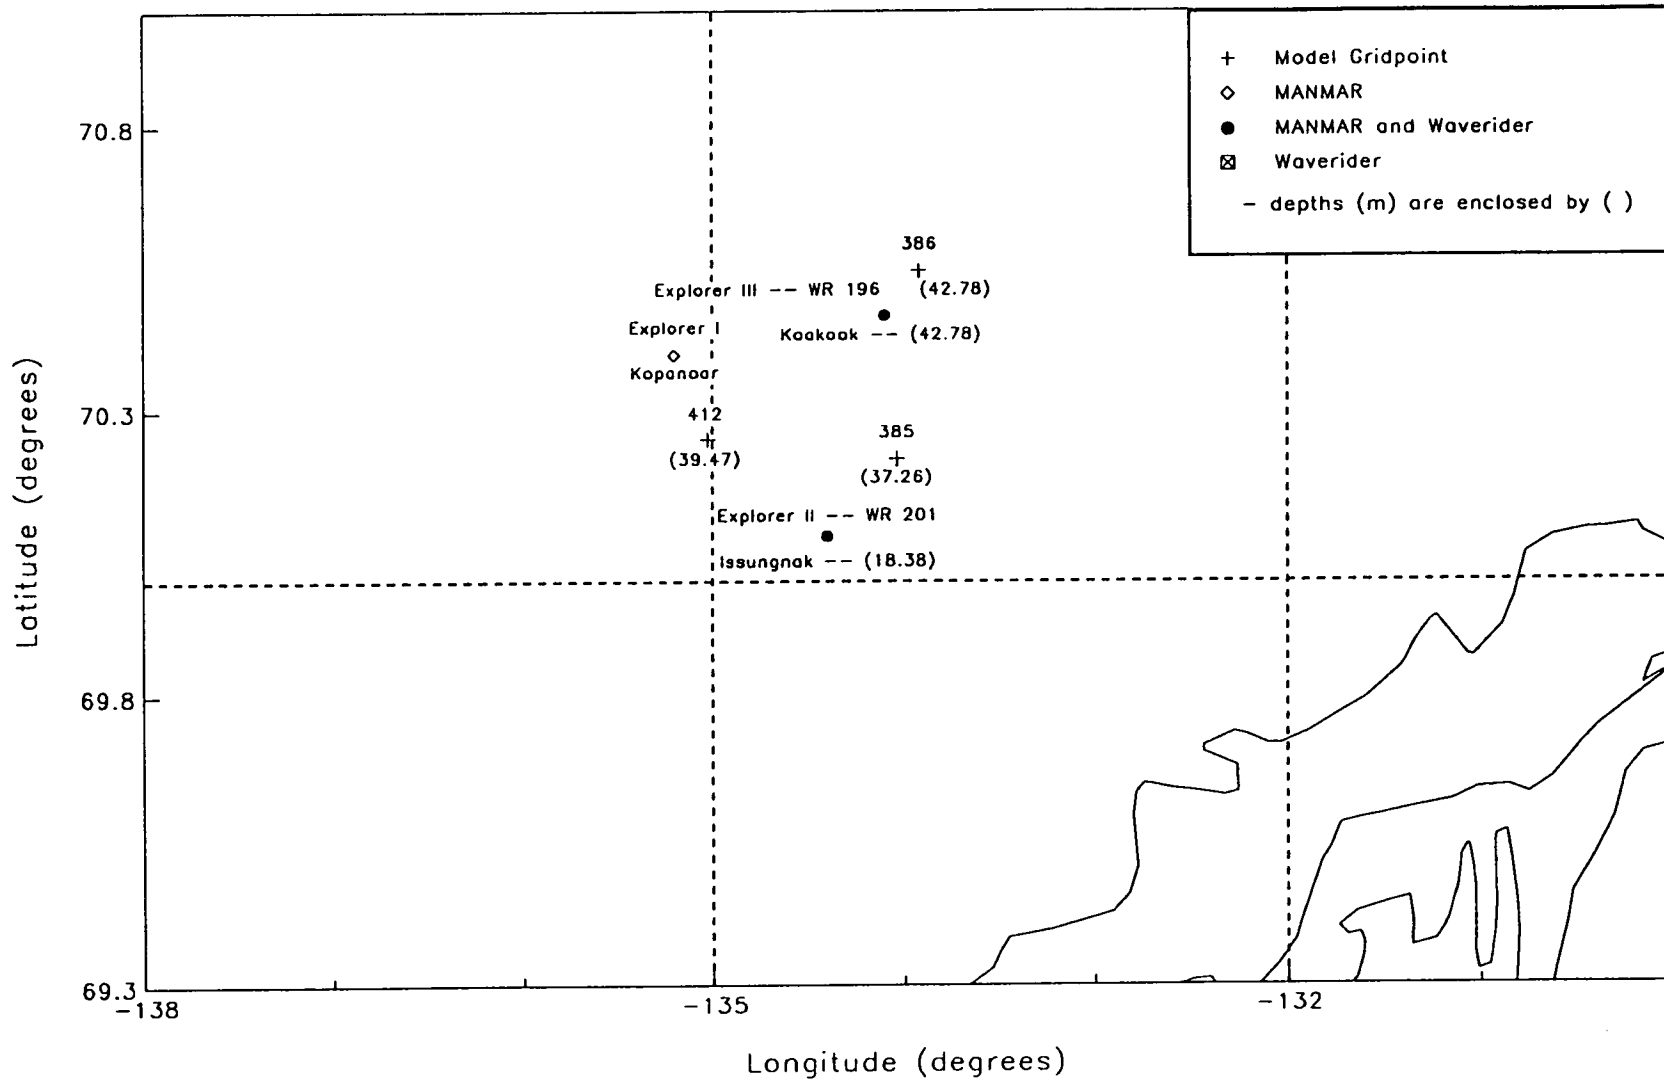 + Model Gridpoint
◇ MANMAR
● MANMAR and Waverider
⊠ Waverider
– depths (m) are enclosed by ( )
70.8
70.3
69.8
69.3
Latitude (degrees)
386
(42.78)
Explorer III -- WR 196
Kaakoak -- (42.78)
Explorer I
Kopanoar
412
(39.47)
385
(37.26)
Explorer II -- WR 201
Issungnak -- (18.38)
-138
-135
-132
Longitude (degrees)